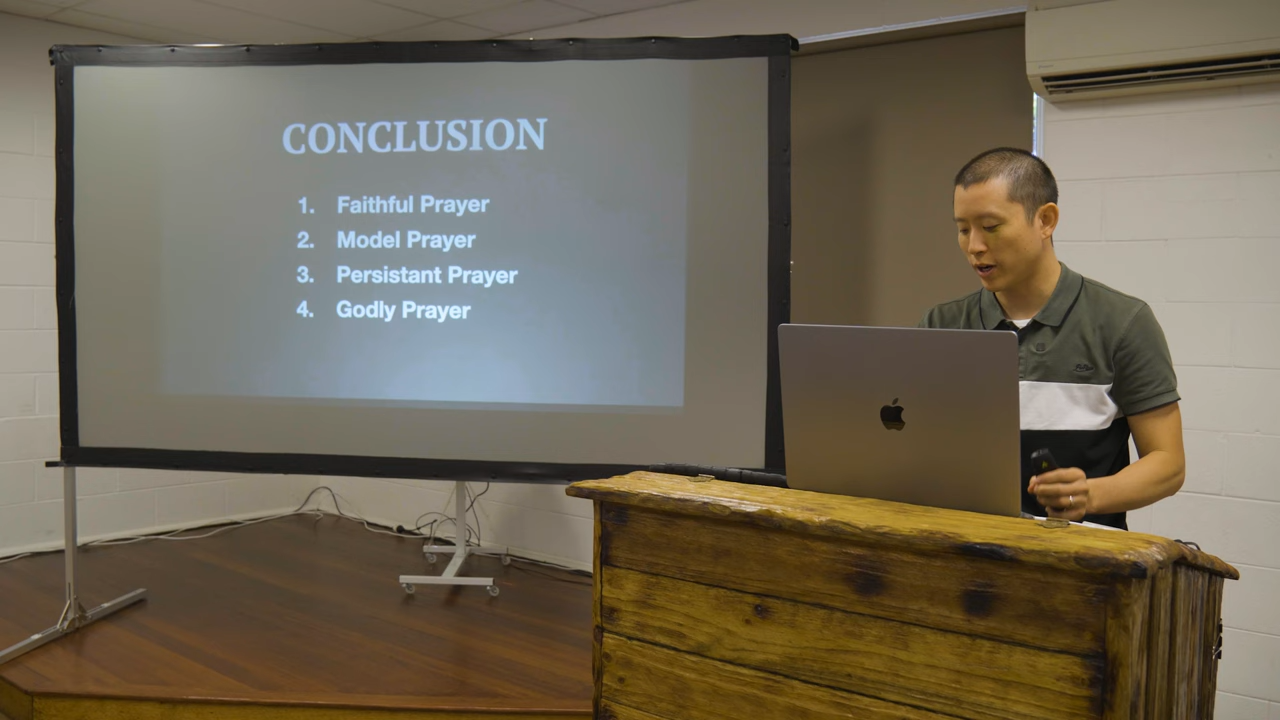 CONCLUSION
1. Faithful Prayer
2. Model Prayer
3. Persistant Prayer
4. Godly Prayer